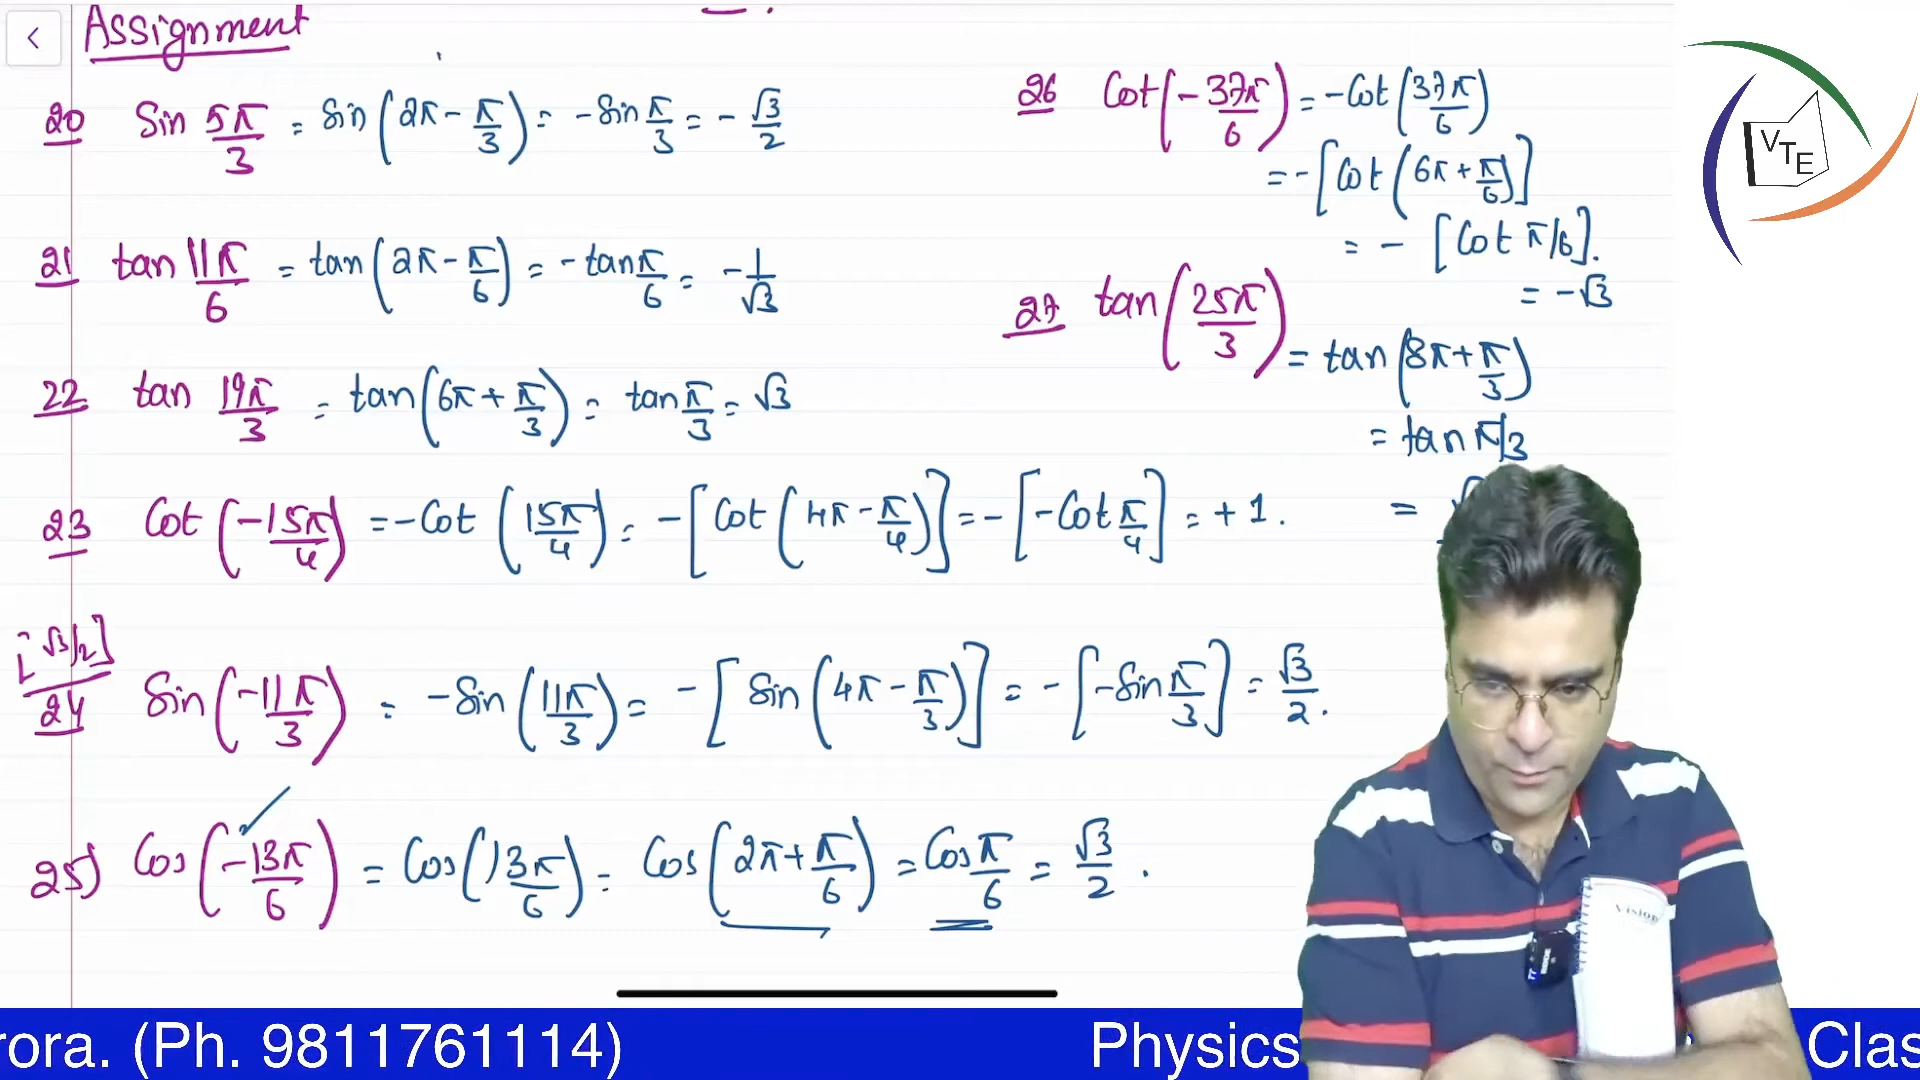 Assignment
20 Sin 5π/3 = Sin(2π - π/3) = -Sin π/3 = -√3/2
21 tan 11π/6 = tan(2π - π/6) = -tan π/6 = -1/√3
22 tan 19π/3 = tan(6π + π/3) = tan π/3 = √3
23 Cot(-15π/4) = -Cot(15π/4) = -[Cot(4π - π/4)] = -[-Cot π/4] = +1.
[√3/2]
24 Sin(-11π/3) = -Sin(11π/3) = -[Sin(4π - π/3)] = -[-Sin π/3] = √3/2.
25) Cos(-13π/6) = Cos(13π/6) = Cos(2π + π/6) = Cos π/6 = √3/2.
26 Cot(-37π/6) = -Cot(37π/6)
= -[Cot(6π + π/6)]
= -[Cot π/6].
= -√3
27 tan(25π/3) = tan(8π + π/3)
= tan π/3
=
VTE
Vision
rora. (Ph. 9811761114) Physics Clas